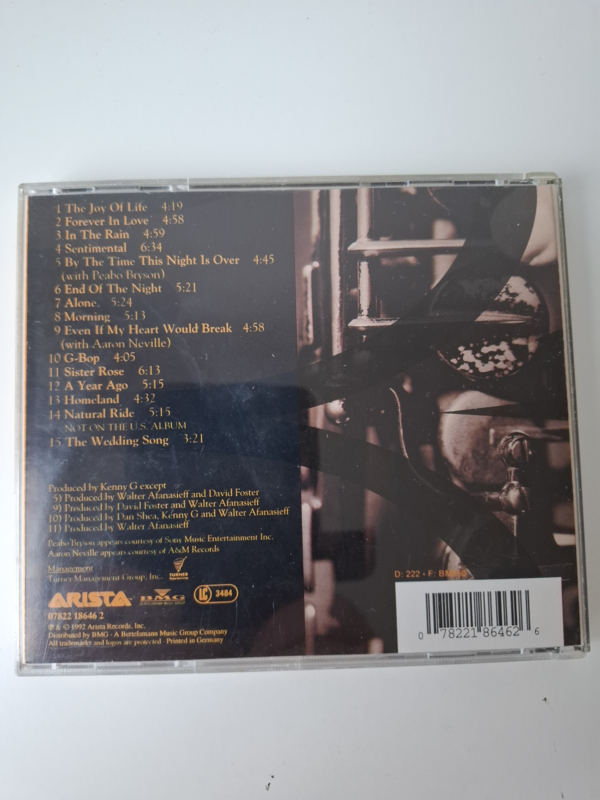 1 The Joy Of Life 4:19
2 Forever In Love 4:58
3 In The Rain 4:59
4 Sentimental 6:34
5 By The Time This Night Is Over 4:45
(with Peabo Bryson)
6 End Of The Night 5:21
7 Alone 5:24
8 Morning 5:13
9 Even If My Heart Would Break 4:58
(with Aaron Neville)
10 G-Bop 4:05
11 Sister Rose 6:13
12 A Year Ago 5:15
13 Homeland 4:32
14 Natural Ride 5:15
NOT ON THE U.S. ALBUM
15 The Wedding Song 3:21
Produced by Kenny G except
5) Produced by Walter Afanasieff and David Foster
9) Produced by David Foster and Walter Afanasieff
10) Produced by Dan Shea, Kenny G and Walter Afanasieff
11) Produced by Walter Afanasieff
Peabo Bryson appears courtesy of Sony Music Entertainment Inc.
Aaron Neville appears courtesy of A&M Records
Management
Turner Management Group, Inc.
TURNER
ARISTA
BMG
LC 3484
07822 18646 2
℗ & © 1992 Arista Records, Inc.
Distributed by BMG · A Bertelsmann Music Group Company
All trademarks and logos are protected · Printed in Germany
D: 222 · F:
0 78221 86462 6